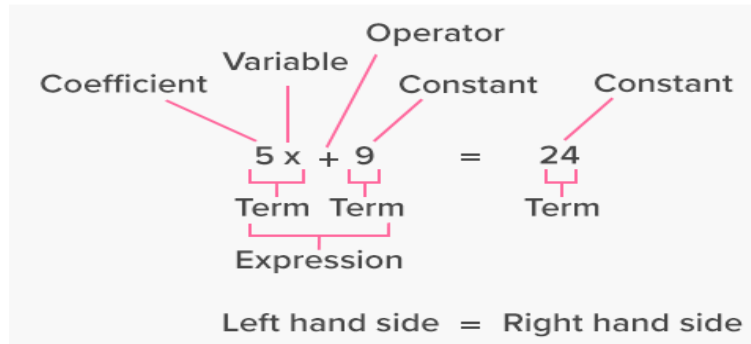 Operator
Variable
Coefficient Constant Constant
5 x + 9 = 24
Term Term Term
Expression
Left hand side = Right hand side